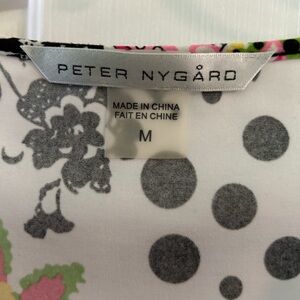 PETER NYGÅRD
MADE IN CHINA
FAIT EN CHINE
M